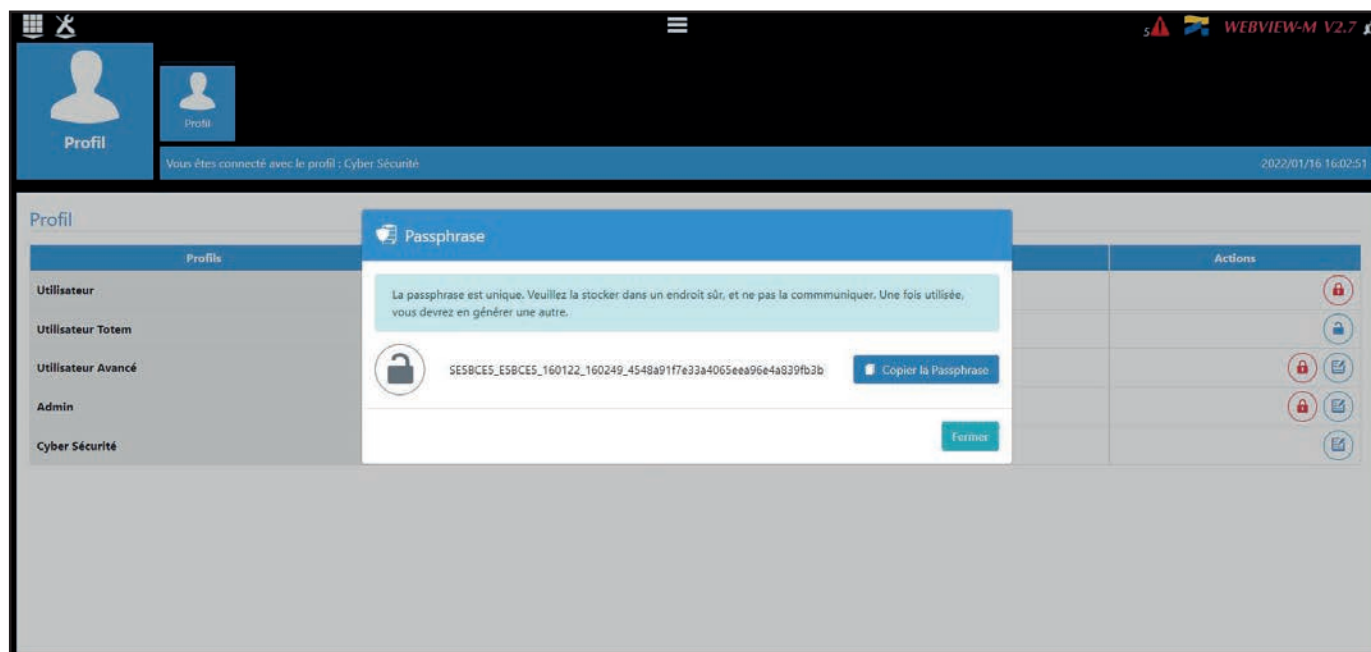 5
WEBVIEW-M V2.7
Profil
Profil
Vous êtes connecté avec le profil : Cyber Sécurité
2022/01/16 16:02:51
Profil
Passphrase
Profils
Actions
La passphrase est unique. Veuillez la stocker dans un endroit sûr, et ne pas la commmuniquer. Une fois utilisée,
vous devrez en générer une autre.
Utilisateur
Utilisateur Totem
Utilisateur Avancé
SE5BCE5_E5BCE5_160122_160249_4548a91f7e33a4065eea96e4a839fb3b
Copier la Passphrase
Admin
Cyber Sécurité
Fermer